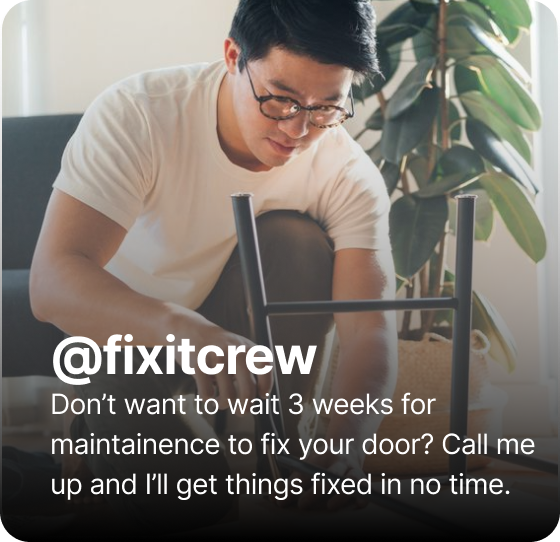 @fixitcrew
Don’t want to wait 3 weeks for
maintainence to fix your door? Call me
up and I’ll get things fixed in no time.